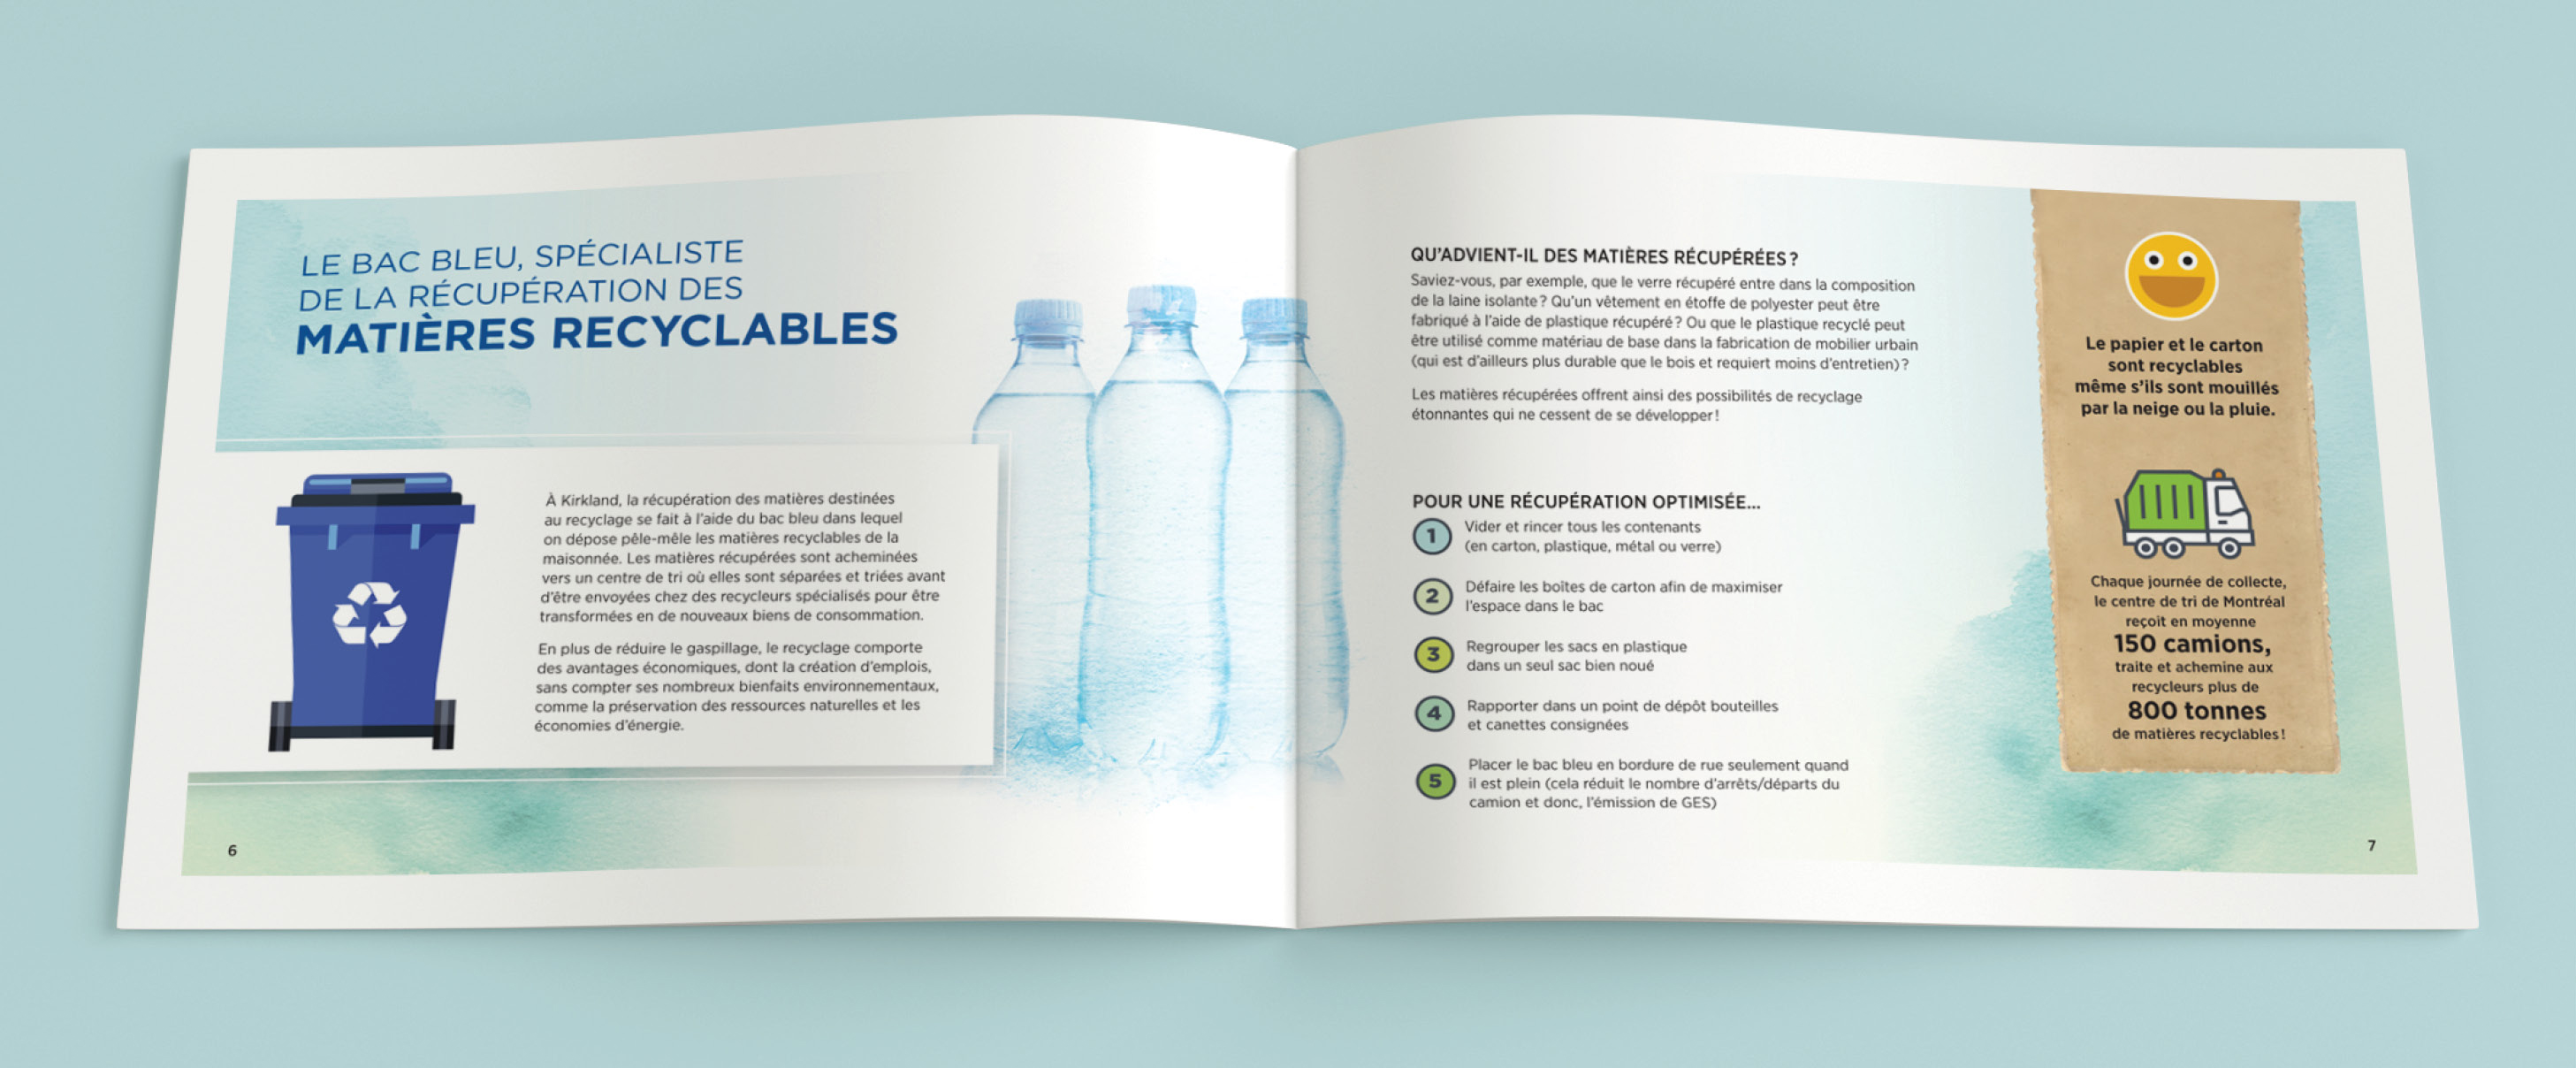 LE BAC BLEU, SPÉCIALISTE
DE LA RÉCUPÉRATION DES
MATIÈRES RECYCLABLES
À Kirkland, la récupération des matières destinées
au recyclage se fait à l'aide du bac bleu dans lequel
on dépose pêle-mêle les matières recyclables de la
maisonnée. Les matières récupérées sont acheminées
vers un centre de tri où elles sont séparées et triées avant
d'être envoyées chez des recycleurs spécialisés pour être
transformées en de nouveaux biens de consommation.
En plus de réduire le gaspillage, le recyclage comporte
des avantages économiques, dont la création d'emplois,
sans compter ses nombreux bienfaits environnementaux,
comme la préservation des ressources naturelles et les
économies d'énergie.
6
QU'ADVIENT-IL DES MATIÈRES RÉCUPÉRÉES ?
Saviez-vous, par exemple, que le verre récupéré entre dans la composition
de la laine isolante ? Qu'un vêtement en étoffe de polyester peut être
fabriqué à l'aide de plastique récupéré ? Ou que le plastique recyclé peut
être utilisé comme matériau de base dans la fabrication de mobilier urbain
(qui est d'ailleurs plus durable que le bois et requiert moins d'entretien) ?
Les matières récupérées offrent ainsi des possibilités de recyclage
étonnantes qui ne cessent de se développer !
POUR UNE RÉCUPÉRATION OPTIMISÉE...
1 Vider et rincer tous les contenants
(en carton, plastique, métal ou verre)
2 Défaire les boîtes de carton afin de maximiser
l'espace dans le bac
3 Regrouper les sacs en plastique
dans un seul sac bien noué
4 Rapporter dans un point de dépôt bouteilles
et canettes consignées
5 Placer le bac bleu en bordure de rue seulement quand
il est plein (cela réduit le nombre d'arrêts/départs du
camion et donc, l'émission de GES)
Le papier et le carton
sont recyclables
même s'ils sont mouillés
par la neige ou la pluie.
Chaque journée de collecte,
le centre de tri de Montréal
reçoit en moyenne
150 camions,
traite et achemine aux
recycleurs plus de
800 tonnes
de matières recyclables !
7